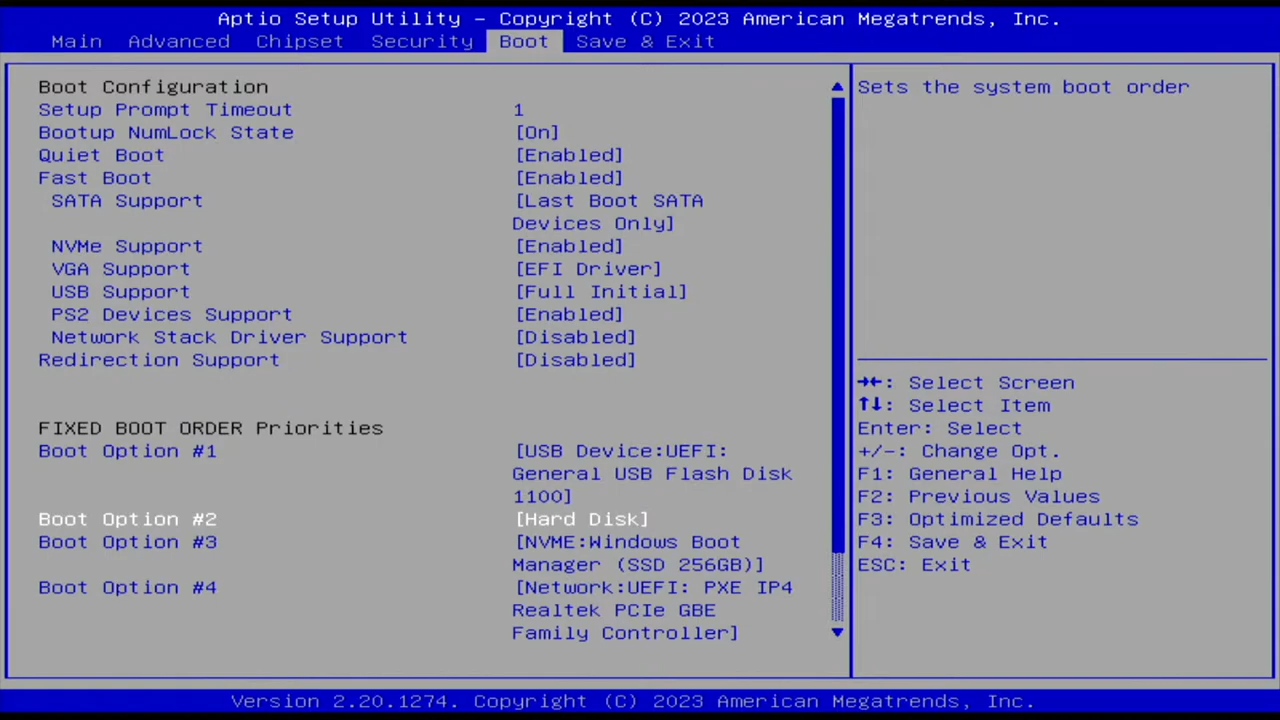 Aptio Setup Utility – Copyright (C) 2023 American Megatrends, Inc.
Main Advanced Chipset Security Boot Save & Exit
Boot Configuration
Setup Prompt Timeout 1
Bootup NumLock State [On]
Quiet Boot [Enabled]
Fast Boot [Enabled]
SATA Support [Last Boot SATA
Devices Only]
NVMe Support [Enabled]
VGA Support [EFI Driver]
USB Support [Full Initial]
PS2 Devices Support [Enabled]
Network Stack Driver Support [Disabled]
Redirection Support [Disabled]
FIXED BOOT ORDER Priorities
Boot Option #1 [USB Device:UEFI:
General USB Flash Disk
1100]
Boot Option #2 [Hard Disk]
Boot Option #3 [NVME:Windows Boot
Manager (SSD 256GB)]
Boot Option #4 [Network:UEFI: PXE IP4
Realtek PCIe GBE
Family Controller]
Sets the system boot order
→←: Select Screen
↑↓: Select Item
Enter: Select
+/-: Change Opt.
F1: General Help
F2: Previous Values
F3: Optimized Defaults
F4: Save & Exit
ESC: Exit
Version 2.20.1274. Copyright (C) 2023 American Megatrends, Inc.